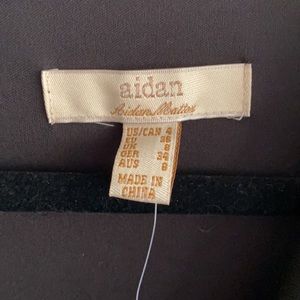 aidan
Aidan Mattox
US/CAN 4
EU 36
UK 8
GER 34
AUS 8
MADE IN
CHINA